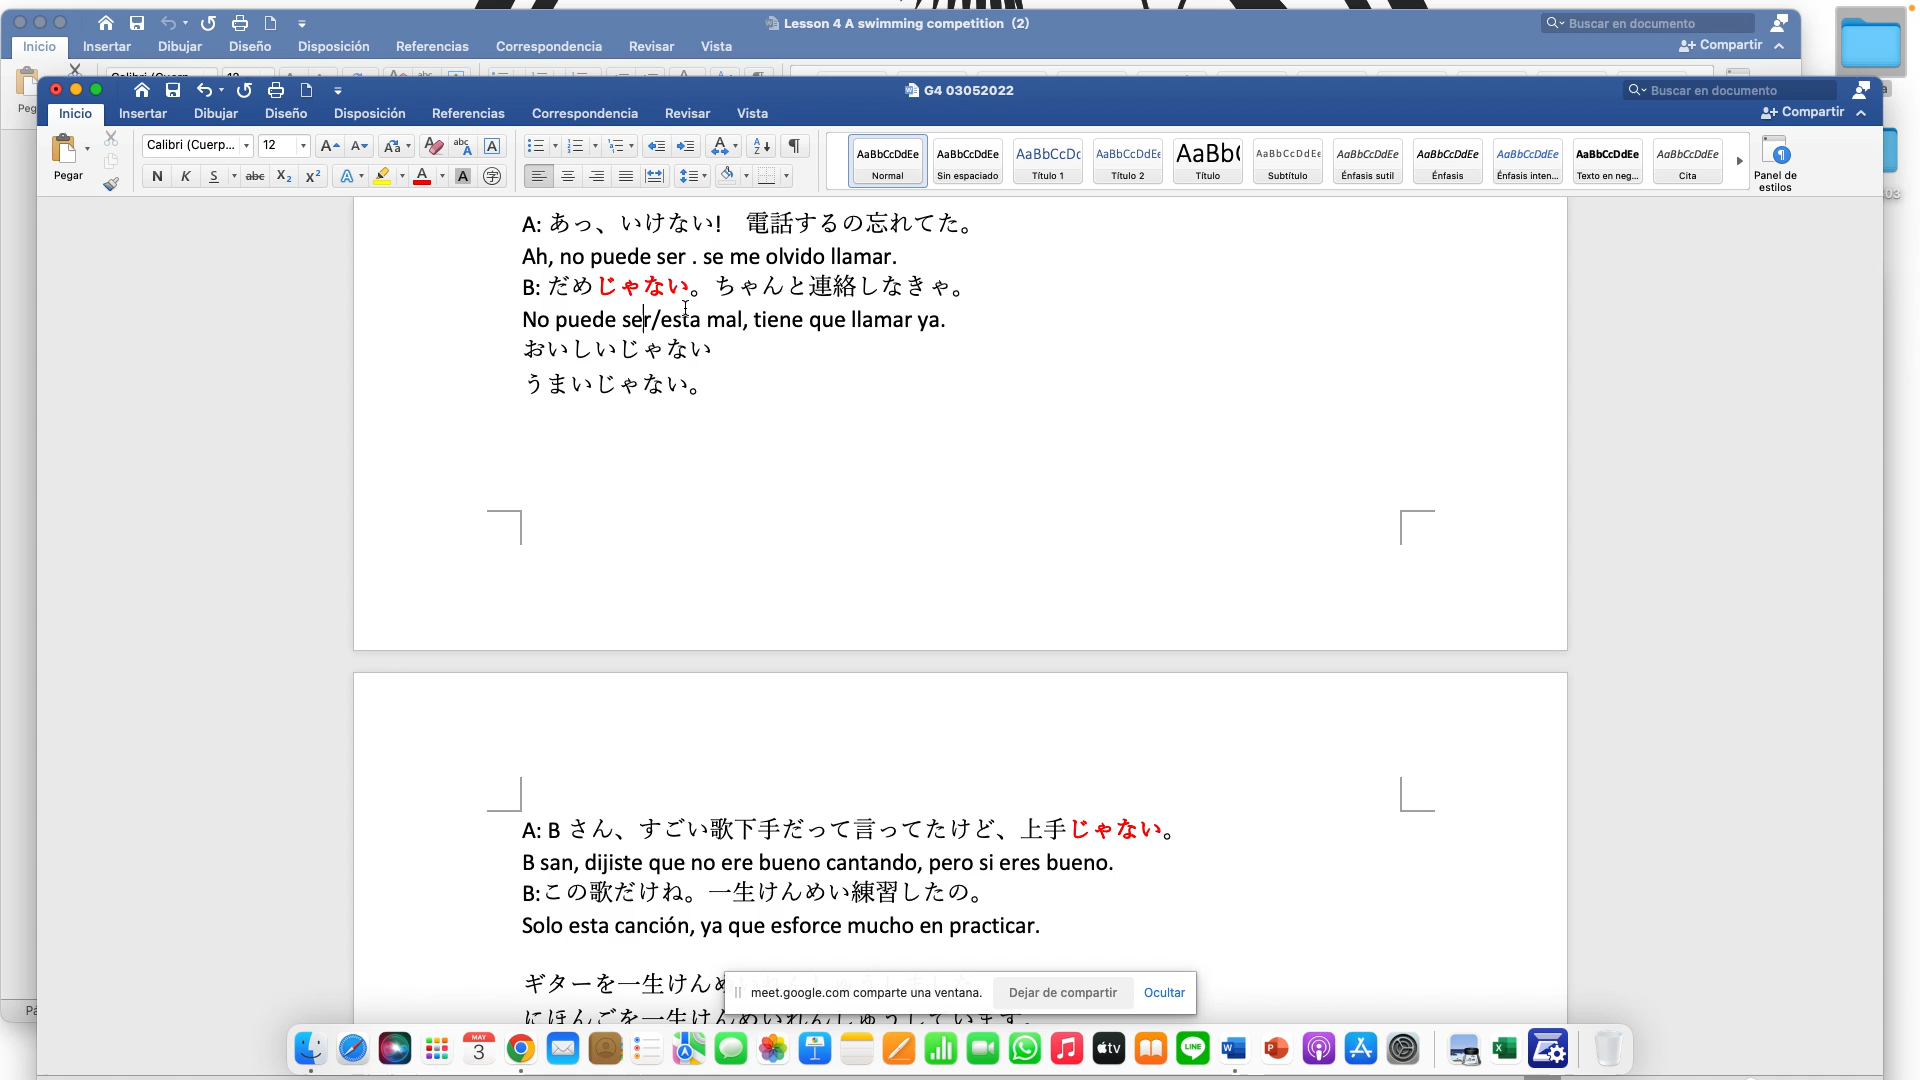 Lesson 4 A swimming competition (2)
Buscar en documento
Inicio Insertar Dibujar Diseño Disposición Referencias Correspondencia Revisar Vista
Compartir
G4 03052022
Buscar en documento
Inicio Insertar Dibujar Diseño Disposición Referencias Correspondencia Revisar Vista
Compartir
Pegar
Calibri (Cuerp... 12
N K S abc X₂ X²
AaBbCcDdEe AaBbCcDdEe AaBbCcDc AaBbCcDdEe AaBb( AaBbCcDdEe AaBbCcDdEe AaBbCcDdEe AaBbCcDdEe AaBbCcDdEe AaBbCcDdEe
Normal Sin espaciado Título 1 Título 2 Título Subtítulo Énfasis sutil Énfasis Énfasis inten... Texto en neg... Cita
Panel de
estilos
A: あっ、いけない!　電話するの忘れてた。
Ah, no puede ser . se me olvido llamar.
B: だめじゃない。ちゃんと連絡しなきゃ。
No puede ser/esta mal, tiene que llamar ya.
おいしいじゃない
うまいじゃない。
A: B さん、すごい歌下手だって言ってたけど、上手じゃない。
B san, dijiste que no ere bueno cantando, pero si eres bueno.
B:この歌だけね。一生けんめい練習したの。
Solo esta canción, ya que esforce mucho en practicar.
ギターを一生けんめ
にほんごを一生けんめいれんしゅうしています。
meet.google.com comparte una ventana. Dejar de compartir Ocultar
MAY
3
tv
LINE